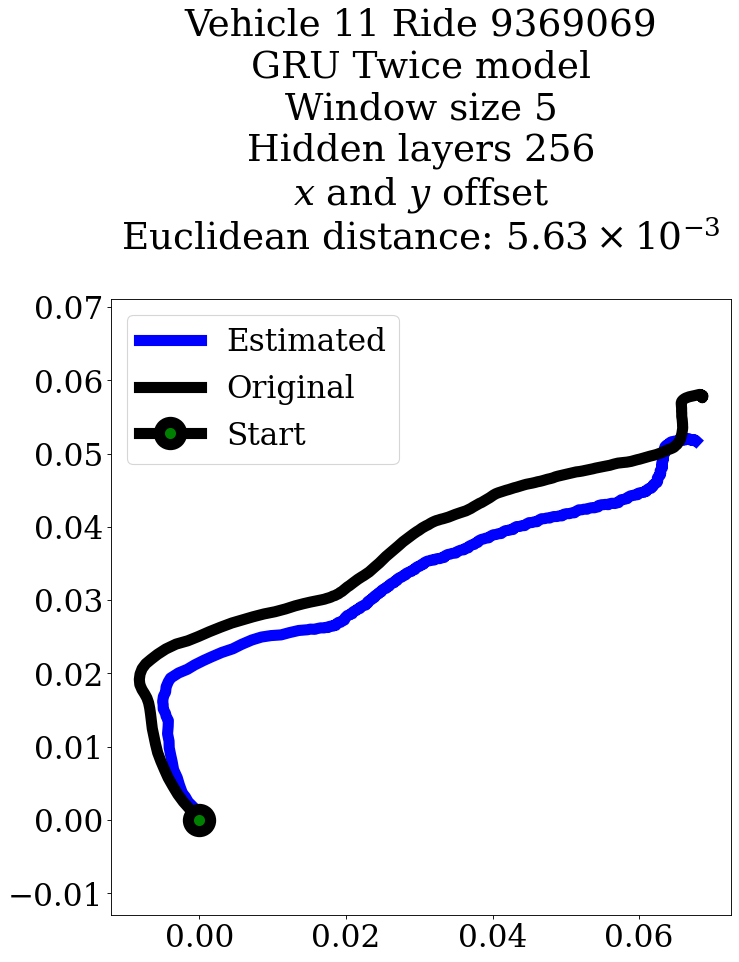 Vehicle 11 Ride 9369069
GRU Twice model
Window size 5
Hidden layers 256
x and y offset
Euclidean distance: 5.63 × 10⁻³
0.07
0.06
0.05
0.04
0.03
0.02
0.01
0.00
−0.01
Estimated
Original
Start
0.00 0.02 0.04 0.06